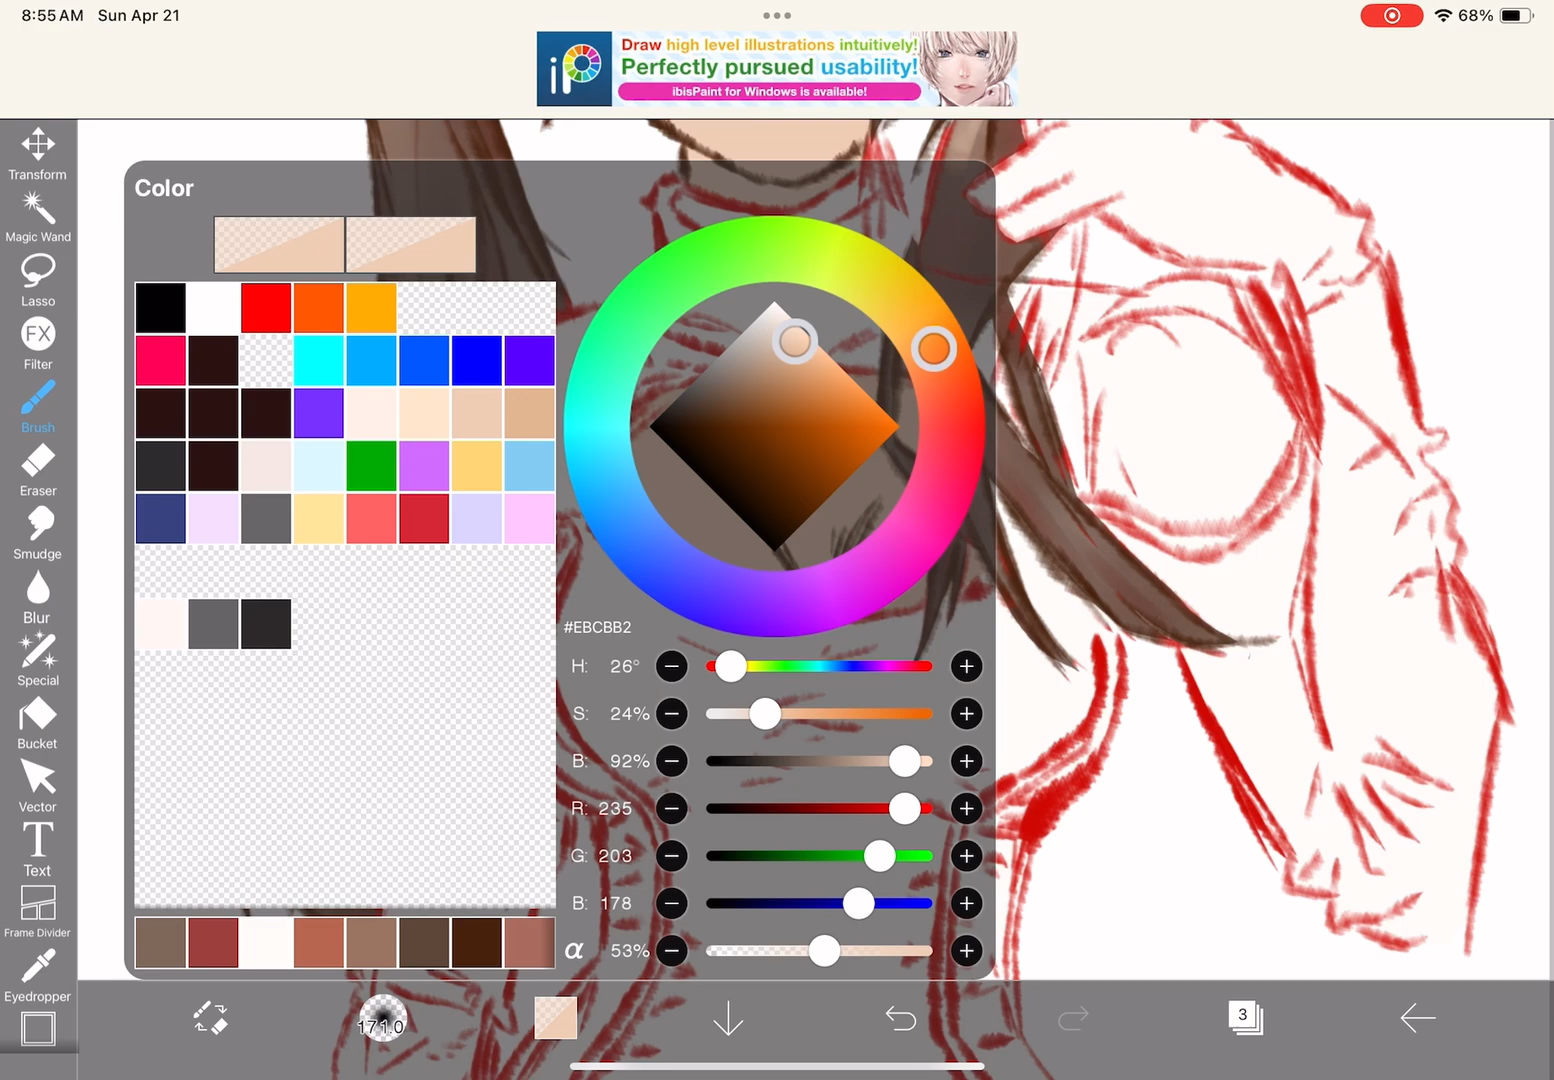 8:55 AM Sun Apr 21
68%
iP
Draw high level illustrations intuitively!
Perfectly pursued usability!
ibisPaint for Windows is available!
Transform
Magic Wand
Lasso
FX
Filter
Brush
Eraser
Smudge
Blur
Special
Bucket
Vector
T
Text
Frame Divider
Eyedropper
Color
#EBCBB2
H: 26°
S: 24%
B: 92%
R: 235
G: 203
B: 178
α 53%
171.0
3